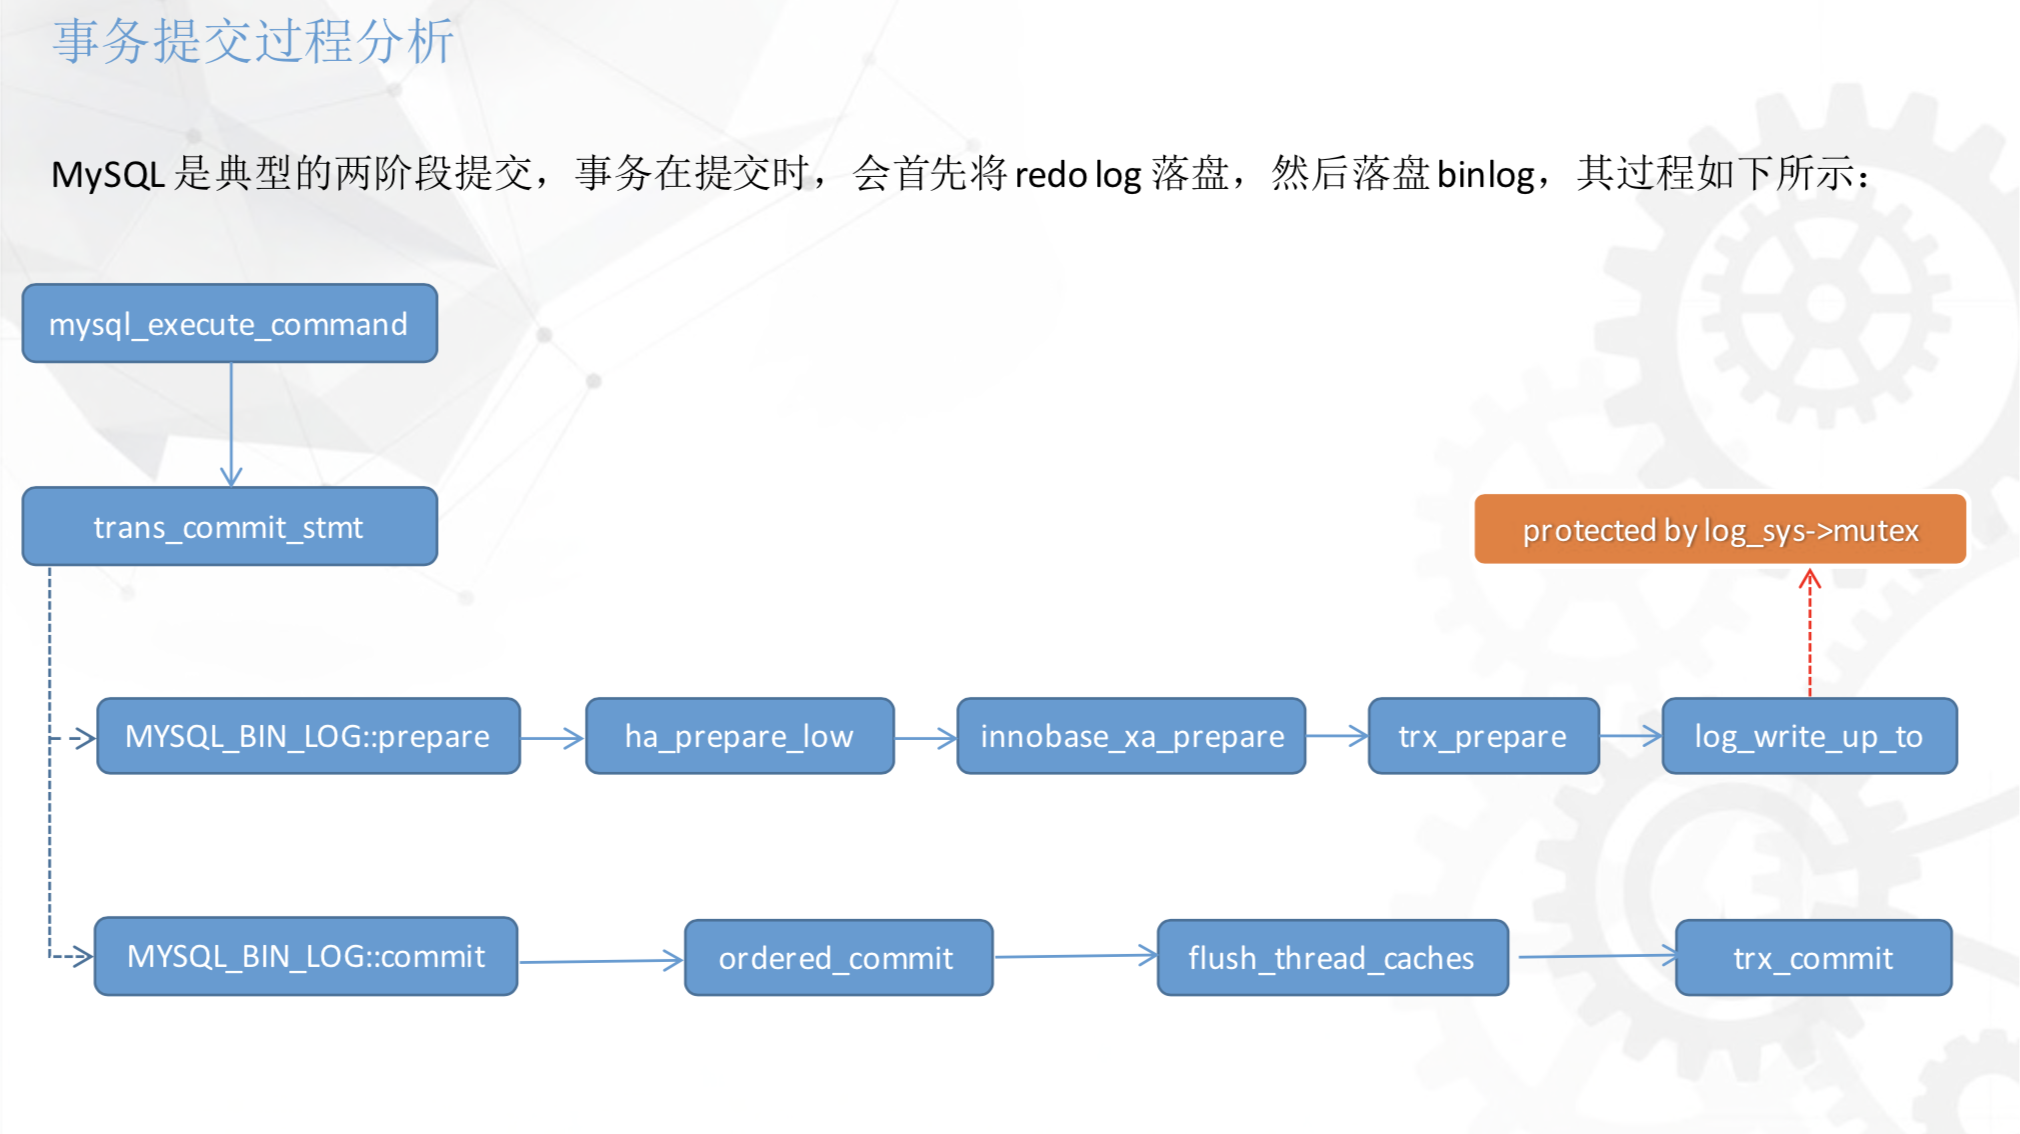 事务提交过程分析
MySQL 是典型的两阶段提交，事务在提交时，会首先将 redo log 落盘，然后落盘 binlog，其过程如下所示：
mysql_execute_command
trans_commit_stmt
protected by log_sys->mutex
MYSQL_BIN_LOG::prepare
ha_prepare_low
innobase_xa_prepare
trx_prepare
log_write_up_to
MYSQL_BIN_LOG::commit
ordered_commit
flush_thread_caches
trx_commit